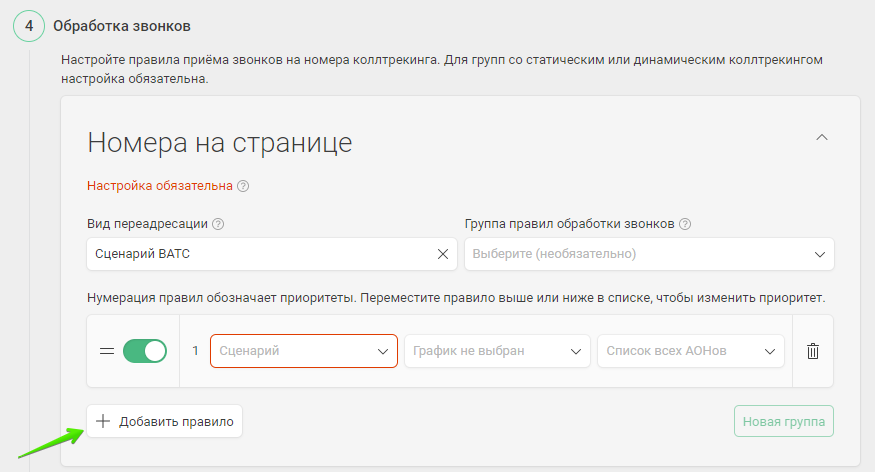 4 Обработка звонков
Настройте правила приёма звонков на номера коллтрекинга. Для групп со статическим или динамическим коллтрекингом
настройка обязательна.
Номера на странице
Настройка обязательна ?
Вид переадресации ? Группа правил обработки звонков ?
Сценарий ВАТС Выберите (необязательно)
Нумерация правил обозначает приоритеты. Переместите правило выше или ниже в списке, чтобы изменить приоритет.
1 Сценарий График не выбран Список всех АОНов
Добавить правило Новая группа